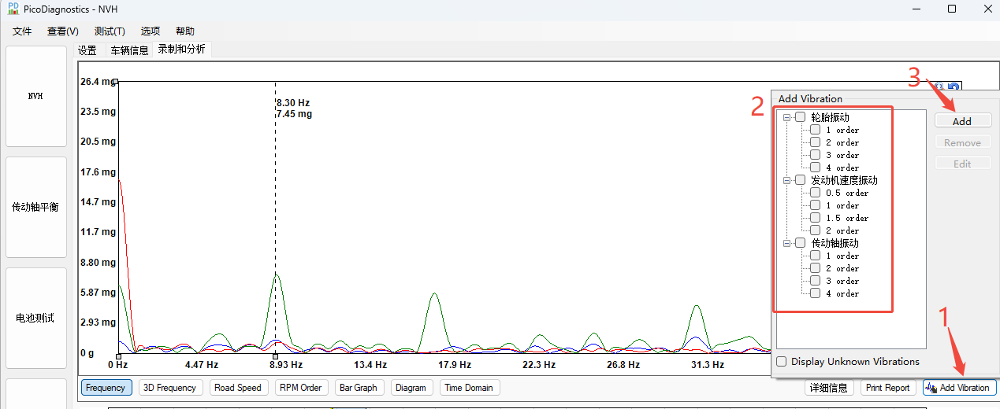 PicoDiagnostics - NVH
文件 查看(V) 测试(T) 选项 帮助
设置 车辆信息 录制和分析
NVH
传动轴平衡
电池测试
26.4 mg
23.5 mg
20.5 mg
17.6 mg
14.7 mg
11.7 mg
8.80 mg
5.87 mg
2.93 mg
0 g
8.30 Hz
7.45 mg
0 Hz 4.47 Hz 8.93 Hz 13.4 Hz 17.9 Hz 22.3 Hz 26.8 Hz 31.3 Hz
3
2
Add Vibration
轮胎振动
1 order
2 order
3 order
4 order
发动机速度振动
0.5 order
1 order
1.5 order
2 order
传动轴振动
1 order
2 order
3 order
4 order
Add
Remove
Edit
1
Display Unknown Vibrations
Frequency 3D Frequency Road Speed RPM Order Bar Graph Diagram Time Domain 详细信息 Print Report Add Vibration